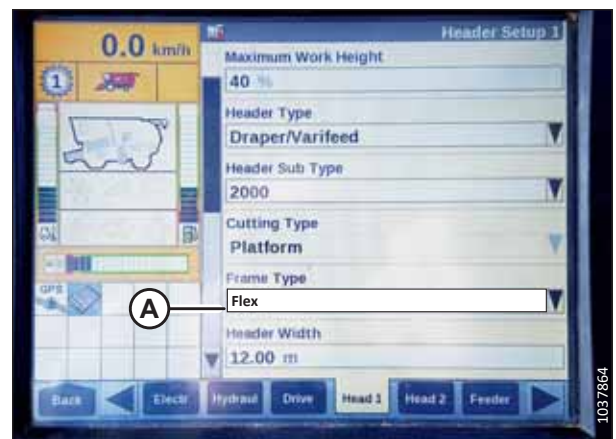 0.0 km/h
Header Setup 1
1
Maximum Work Height
40 %
Header Type
Draper/Varifeed
Header Sub Type
2000
Cutting Type
Platform
Frame Type
Flex
A
GPS
Header Width
12.00 m
Back
Electr
Hydraul
Drive
Head 1
Head 2
Feeder
1037864